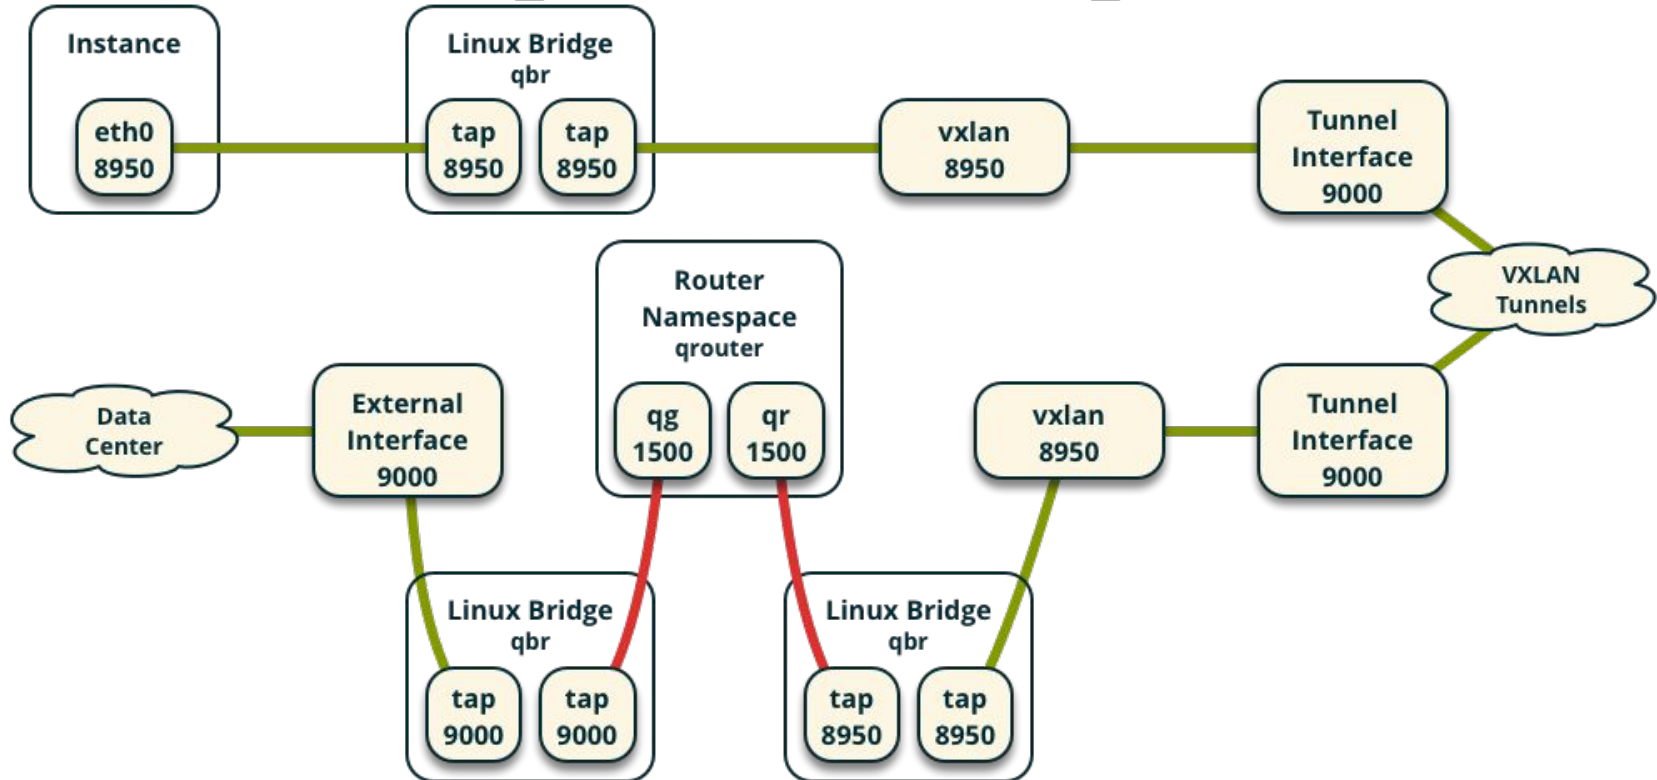 Instance
eth0
8950
Linux Bridge
qbr
tap
8950
tap
8950
vxlan
8950
Tunnel
Interface
9000
VXLAN
Tunnels
Router
Namespace
qrouter
qg
1500
qr
1500
Data
Center
External
Interface
9000
vxlan
8950
Tunnel
Interface
9000
Linux Bridge
qbr
tap
9000
tap
9000
Linux Bridge
qbr
tap
8950
tap
8950